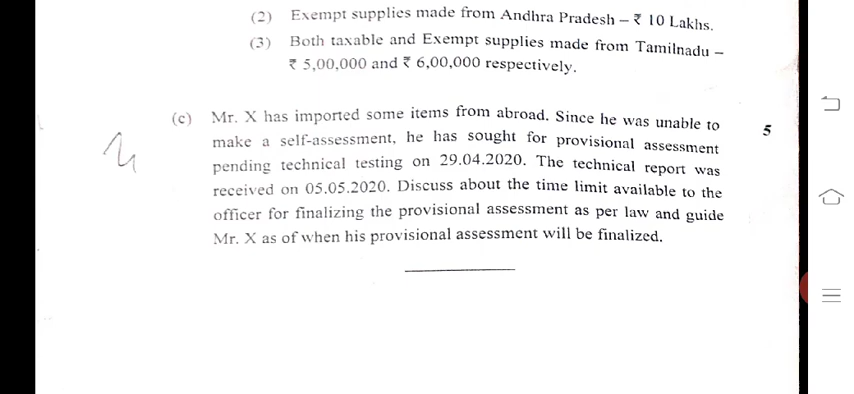 (2) Exempt supplies made from Andhra Pradesh – ₹ 10 Lakhs.
(3) Both taxable and Exempt supplies made from Tamilnadu –
₹ 5,00,000 and ₹ 6,00,000 respectively.
(c) Mr. X has imported some items from abroad. Since he was unable to 5
make a self-assessment, he has sought for provisional assessment
pending technical testing on 29.04.2020. The technical report was
received on 05.05.2020. Discuss about the time limit available to the
officer for finalizing the provisional assessment as per law and guide
Mr. X as of when his provisional assessment will be finalized.